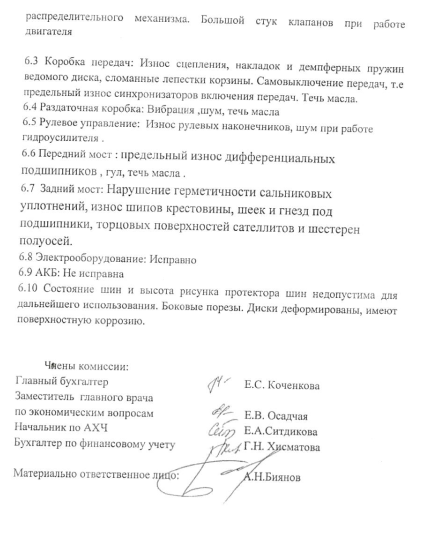 распределительного механизма. Большой стук клапанов при работе
двигателя
6.3 Коробка передач: Износ сцепления, накладок и демпферных пружин
ведомого диска, сломанные лепестки корзины. Самовыключение передач, т.е
предельный износ синхронизаторов включения передач. Течь масла.
6.4 Раздаточная коробка: Вибрация ,шум, течь масла
6.5 Рулевое управление:  Износ рулевых наконечников, шум при работе
гидроусилителя .
6.6 Передний мост : предельный износ дифференциальных
подшипников , гул, течь масла .
6.7  Задний мост: Нарушение герметичности сальниковых
уплотнений, износ шипов крестовины, шеек и гнезд под
подшипники, торцовых поверхностей сателлитов и шестерен
полуосей.
6.8 Электрооборудование: Исправно
6.9 АКБ: Не исправна
6.10 Состояние шин и высота рисунка протектора шин недопустима для
дальнейшего использования. Боковые порезы. Диски деформированы, имеют
поверхностную коррозию.
Члены комиссии:
Главный бухгалтер Е.С. Коченкова
Заместитель  главного врача
по экономическим вопросам Е.В. Осадчая
Начальник по АХЧ Е.А.Ситдикова
Бухгалтер по финансовому учету Г.Н. Хисматова
Материально ответственное лицо: А.Н.Биянов